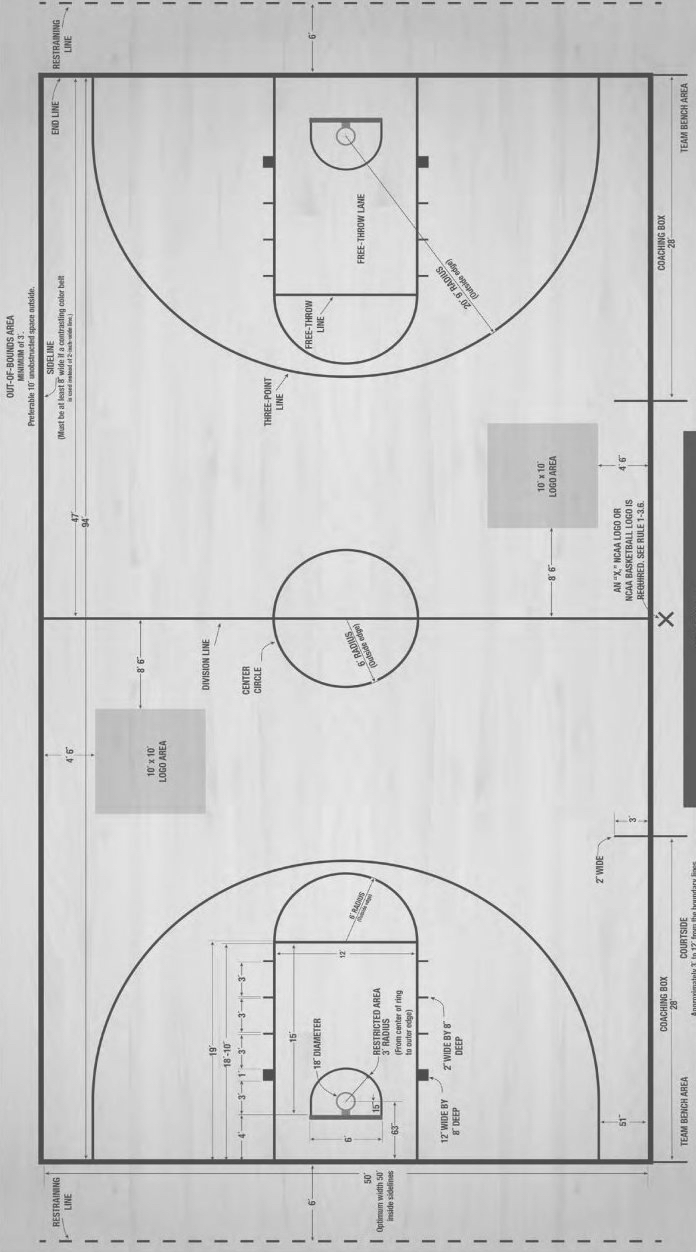 RESTRAINING
LINE
END LINE
6'
OUT-OF-BOUNDS AREA
MINIMUM of 3'.
Preferable 10' unobstructed space outside.
SIDELINE
(Must be at least 8" wide if a contrasting color belt
is used instead of 2-inch-wide line.)
47'
94'
FREE-THROW LANE
FREE-THROW
LINE
THREE-POINT
LINE
20' 9" RADIUS
(Outside edge)
TEAM BENCH AREA
COACHING BOX
28'
10' x 10'
LOGO AREA
4' 6"
8' 6"
AN "X," NCAA LOGO OR
NCAA BASKETBALL LOGO IS
REQUIRED. SEE RULE 1-3.6.
X
6' RADIUS
(Outside edge)
DIVISION LINE
CENTER
CIRCLE
8' 6"
10' x 10'
LOGO AREA
4' 6"
3'
2" WIDE
COURTSIDE
Approximately 3' to 12' from the boundary lines
COACHING BOX
28'
TEAM BENCH AREA
6' RADIUS
(Outside edge)
12'
19'
18'-10"
3'
3'
3'
1'
3'
4'
15'
18" DIAMETER
RESTRICTED AREA
3' RADIUS
(From center of ring
to outer edge)
15"
6'
63"
2" WIDE BY 8"
DEEP
12" WIDE BY
8" DEEP
51"
50'
Optimum width 50'
inside sidelines
6'
RESTRAINING
LINE